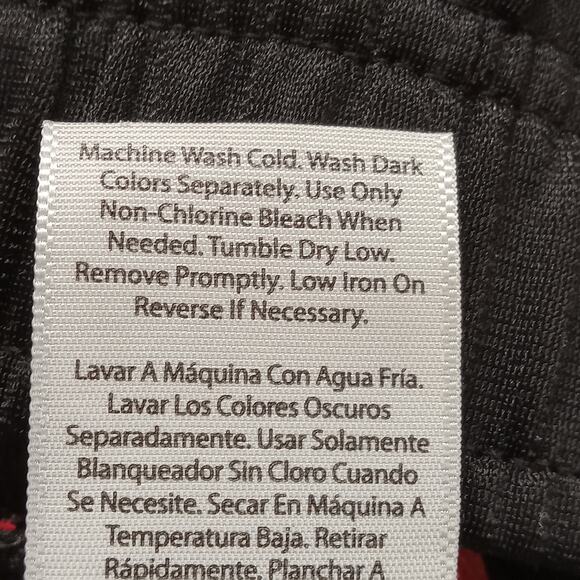 Machine Wash Cold. Wash Dark
Colors Separately. Use Only
Non-Chlorine Bleach When
Needed. Tumble Dry Low.
Remove Promptly. Low Iron On
Reverse If Necessary.
Lavar A Máquina Con Agua Fría.
Lavar Los Colores Oscuros
Separadamente. Usar Solamente
Blanqueador Sin Cloro Cuando
Se Necesite. Secar En Máquina A
Temperatura Baja. Retirar
Rápidamente. Planchar A